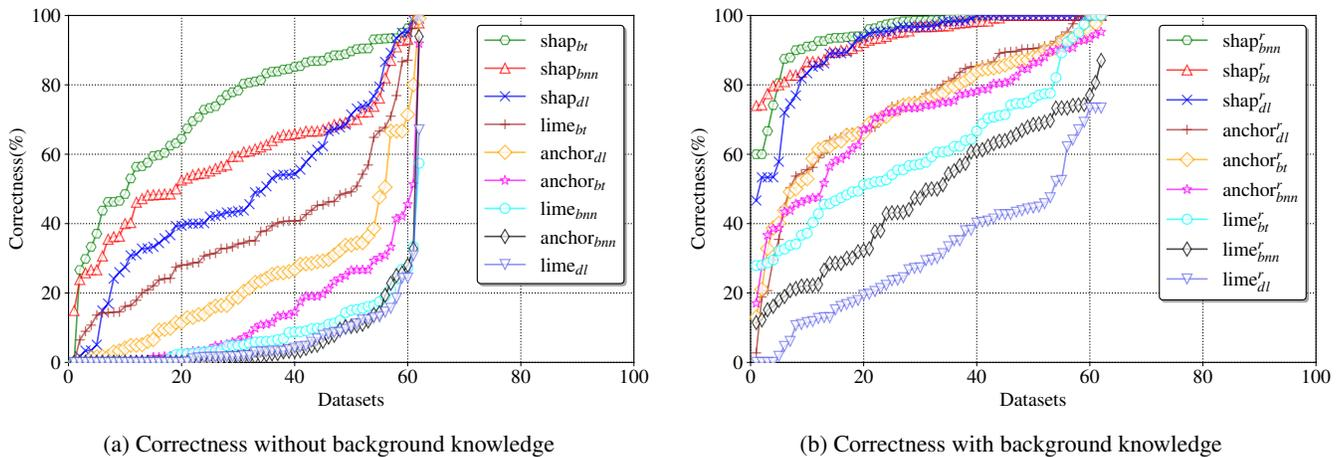 100
80
60
40
20
0
0 20 40 60 80 100
Correctness(%)
Datasets
shap_bt
shap_bnn
shap_dl
lime_bt
anchor_dl
anchor_bt
lime_bnn
anchor_bnn
lime_dl
(a) Correctness without background knowledge
100
80
60
40
20
0
0 20 40 60 80 100
Correctness(%)
Datasets
shap^r_bnn
shap^r_bt
shap^r_dl
anchor^r_dl
anchor^r_bt
anchor^r_bnn
lime^r_bt
lime^r_bnn
lime^r_dl
(b) Correctness with background knowledge